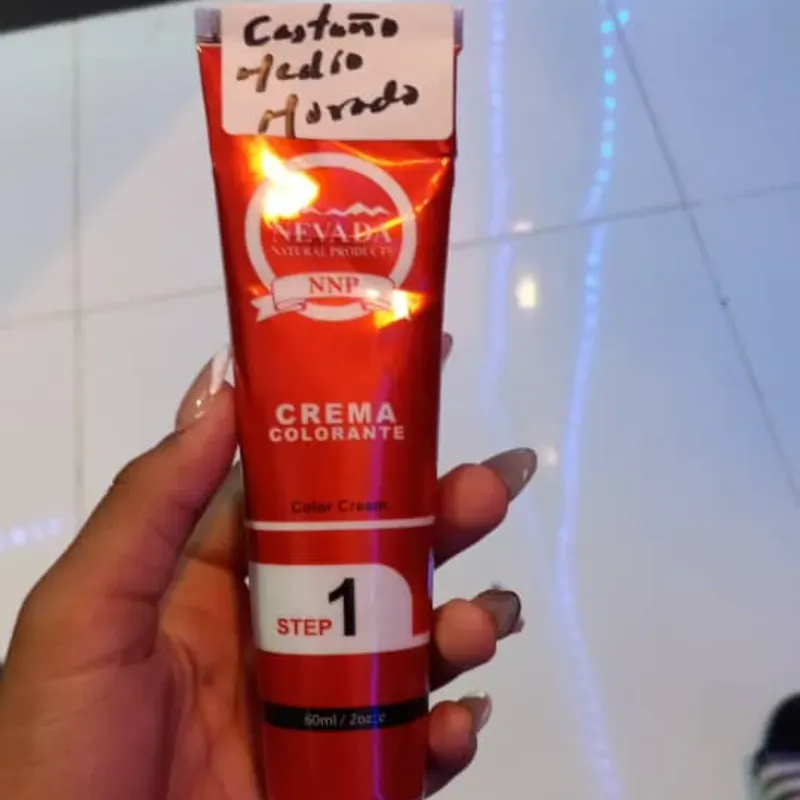 Castaño
Medio
Morado
NEVADA
NATURAL PRODUCTS
NNP
CREMA
COLORANTE
Color Cream
STEP 1
60ml / 2oz. e